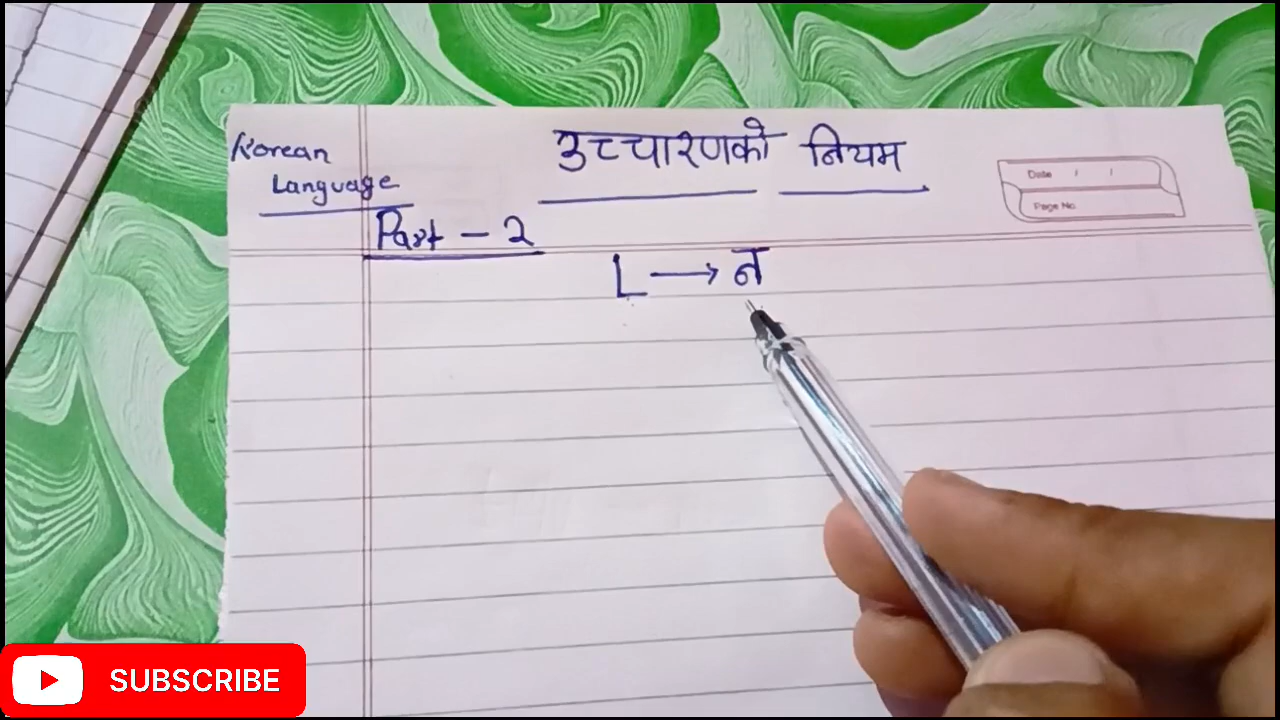 Korean
Language
उच्चारणको नियम
Date / /
Page No.
Part - 2
ㄴ → न
SUBSCRIBE